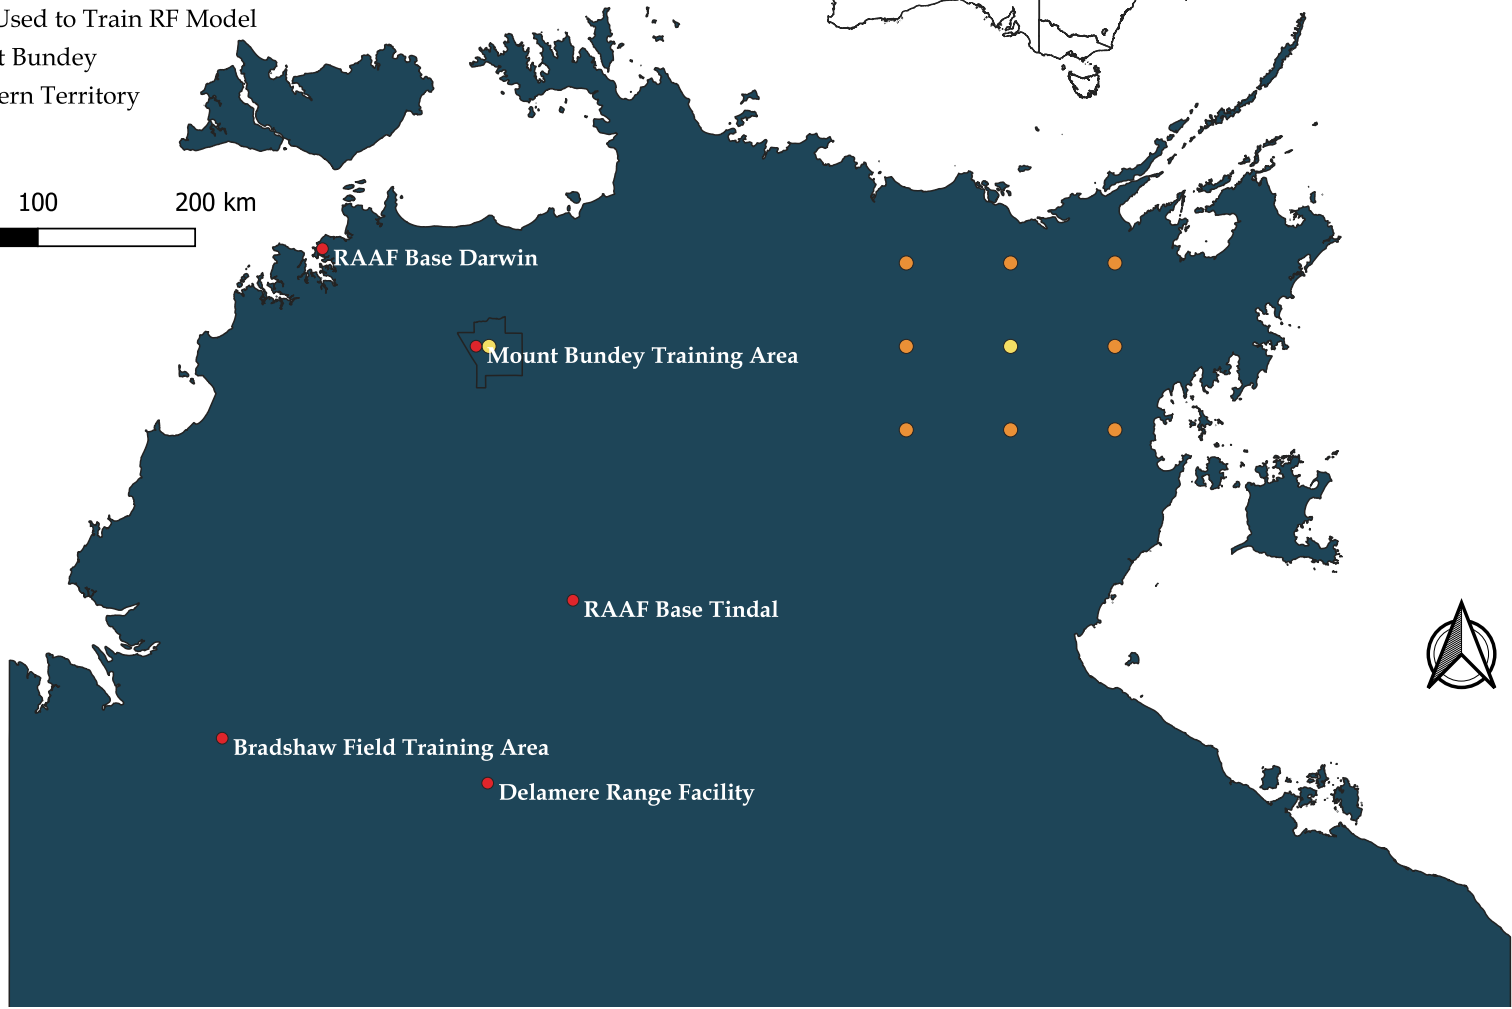 Used to Train RF Model
t Bundey
ern Territory
100 200 km
RAAF Base Darwin
Mount Bundey Training Area
RAAF Base Tindal
Bradshaw Field Training Area
Delamere Range Facility